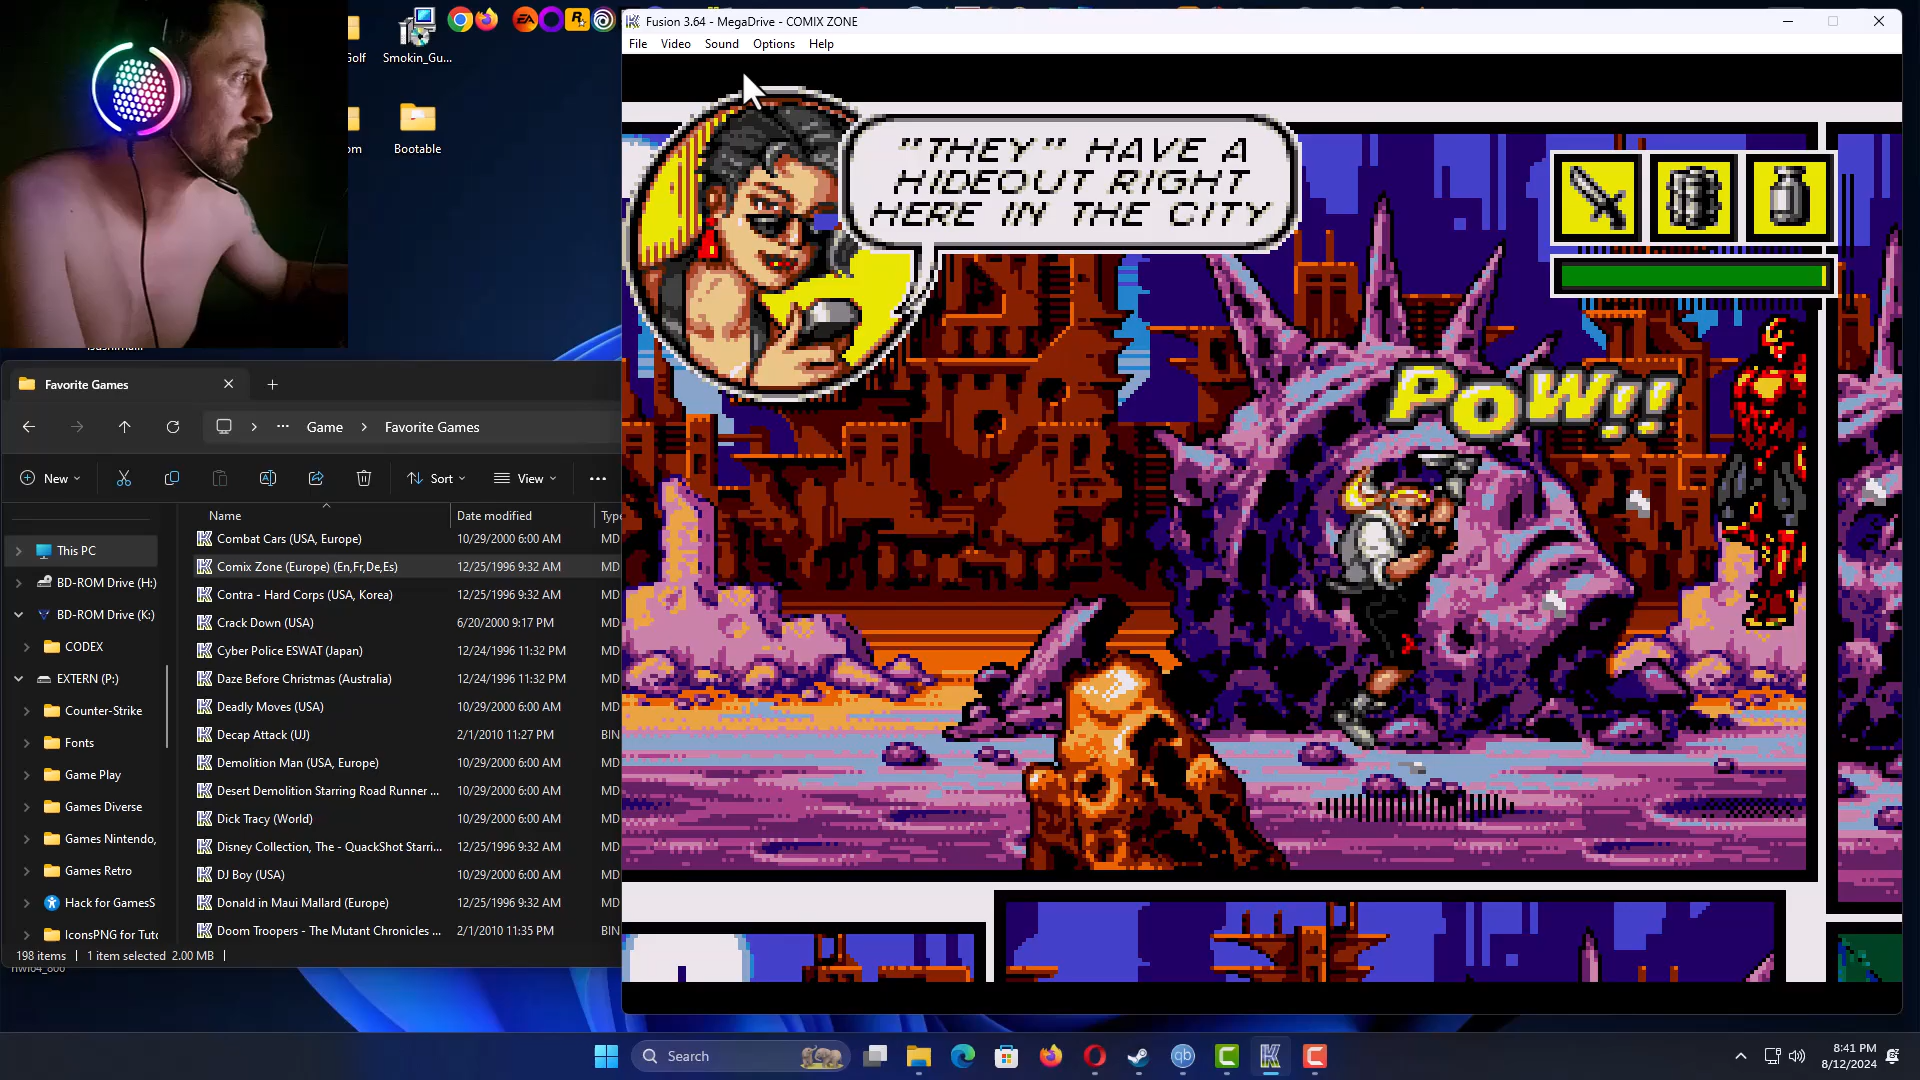 olf
Smokin_Gu...
om
Bootable
EA
R
Fusion 3.64 - MegaDrive - COMIX ZONE
File Video Sound Options Help
"THEY" HAVE A
HIDEOUT RIGHT
HERE IN THE CITY
POW!!
Favorite Games
Game > Favorite Games
New Sort View
Name Date modified Type
This PC
BD-ROM Drive (H:)
BD-ROM Drive (K:)
CODEX
EXTERN (P:)
Counter-Strike
Fonts
Game Play
Games Diverse
Games Nintendo,
Games Retro
Hack for GamesS
IconsPNG for Tuto
Combat Cars (USA, Europe) 10/29/2000 6:00 AM MD
Comix Zone (Europe) (En,Fr,De,Es) 12/25/1996 9:32 AM MD
Contra - Hard Corps (USA, Korea) 12/25/1996 9:32 AM MD
Crack Down (USA) 6/20/2000 9:17 PM MD
Cyber Police ESWAT (Japan) 12/24/1996 11:32 PM MD
Daze Before Christmas (Australia) 12/24/1996 11:32 PM MD
Deadly Moves (USA) 10/29/2000 6:00 AM MD
Decap Attack (UJ) 2/1/2010 11:27 PM BIN
Demolition Man (USA, Europe) 10/29/2000 6:00 AM MD
Desert Demolition Starring Road Runner ... 10/29/2000 6:00 AM MD
Dick Tracy (World) 10/29/2000 6:00 AM MD
Disney Collection, The - QuackShot Starri... 12/25/1996 9:32 AM MD
DJ Boy (USA) 10/29/2000 6:00 AM MD
Donald in Maui Mallard (Europe) 12/25/1996 9:32 AM MD
Doom Troopers - The Mutant Chronicles ... 2/1/2010 11:35 PM BIN
198 items 1 item selected 2.00 MB
Search
qb
8:41 PM
8/12/2024